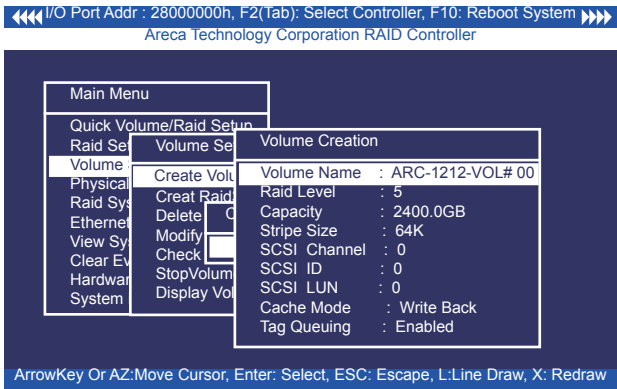 I/O Port Addr : 28000000h, F2(Tab): Select Controller, F10: Reboot System
Areca Technology Corporation RAID Controller
Main Menu
Quick Volume/Raid Setup
Raid Set
Volume
Physical
Raid Sys
Ethernet
View Sy
Clear Ev
Hardwar
System
Volume Se
Create Volu
Creat Raid
Delete
Modify
Check
StopVolum
Display Vol
C
Volume Creation
Volume Name : ARC-1212-VOL# 00
Raid Level : 5
Capacity : 2400.0GB
Stripe Size : 64K
SCSI Channel : 0
SCSI ID : 0
SCSI LUN : 0
Cache Mode : Write Back
Tag Queuing : Enabled
ArrowKey Or AZ:Move Cursor, Enter: Select, ESC: Escape, L:Line Draw, X: Redraw